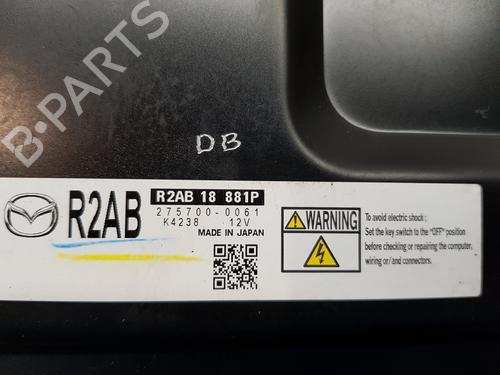 B-PARTS
DB
R2AB
R2AB 18 881P
275700-0061
K4238 12V
MADE IN JAPAN
WARNING
To avoid electric shock;
Set the key switch to the "OFF" position
before checking or repairing the computer,
wiring or/and connectors.